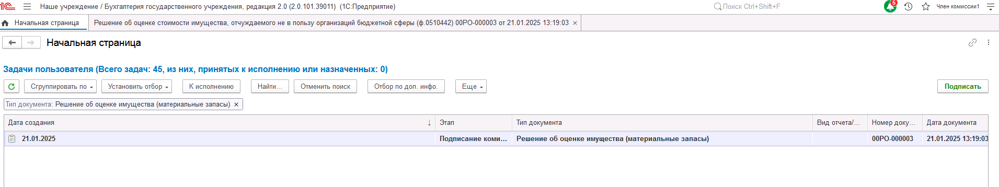 1С Наше учреждение / Бухгалтерия государственного учреждения, редакция 2.0 (2.0.101.39011) (1С:Предприятие) Поиск Ctrl+Shift+F 5 Член комиссии1
Начальная страница Решение об оценке стоимости имущества, отчуждаемого не в пользу организаций бюджетной сферы (ф.0510442) 00РО-000003 от 21.01.2025 13:19:03 ×
Начальная страница
Задачи пользователя (Всего задач: 45, из них, принятых к исполнению или назначенных: 0)
Сгруппировать по Установить отбор К исполнению Найти... Отменить поиск Отбор по доп. инфо. Еще Подписать
Тип документа: Решение об оценке имущества (материальные запасы) ×
Дата создания ↓ Этап Тип документа Вид отчета/... Номер доку... Дата документа
21.01.2025 Подписание коми... Решение об оценке имущества (материальные запасы) 00РО-000003 21.01.2025 13:19:03